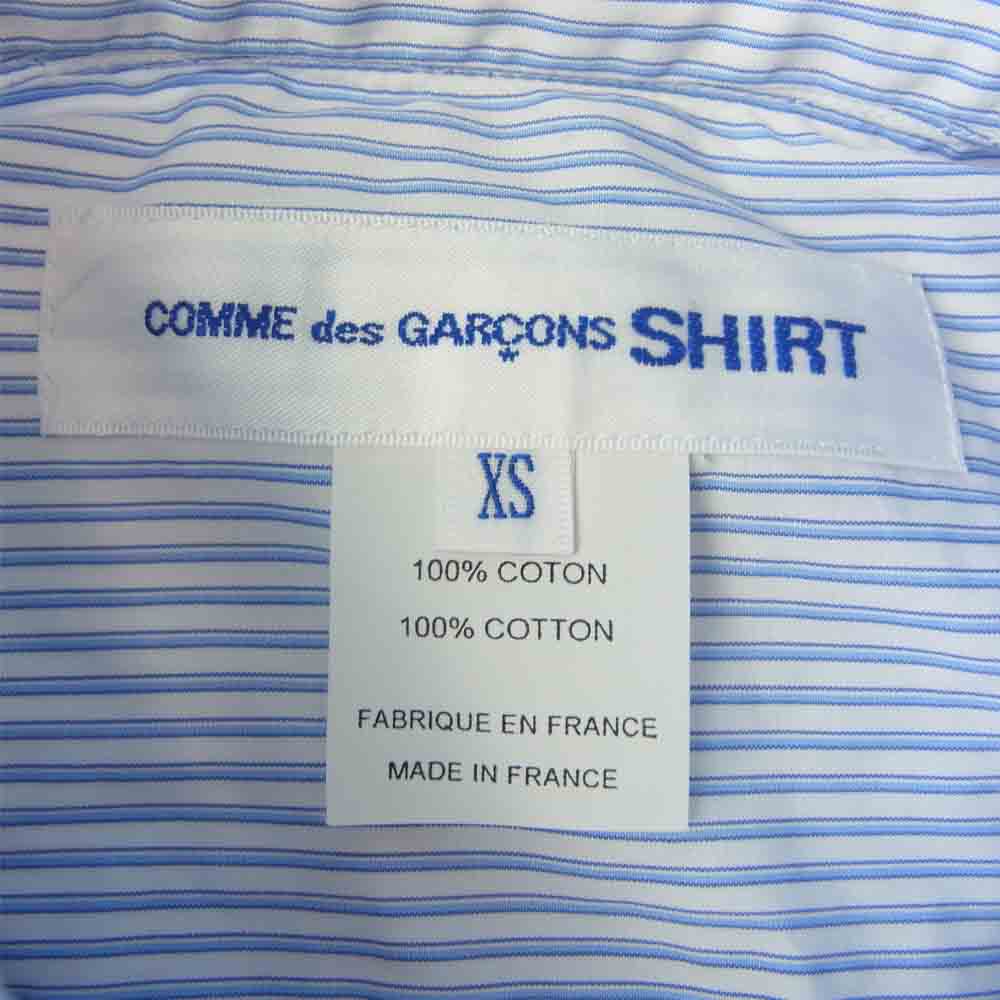 COMME des GARÇONS SHIRT
XS
100% COTON
100% COTTON
FABRIQUE EN FRANCE
MADE IN FRANCE